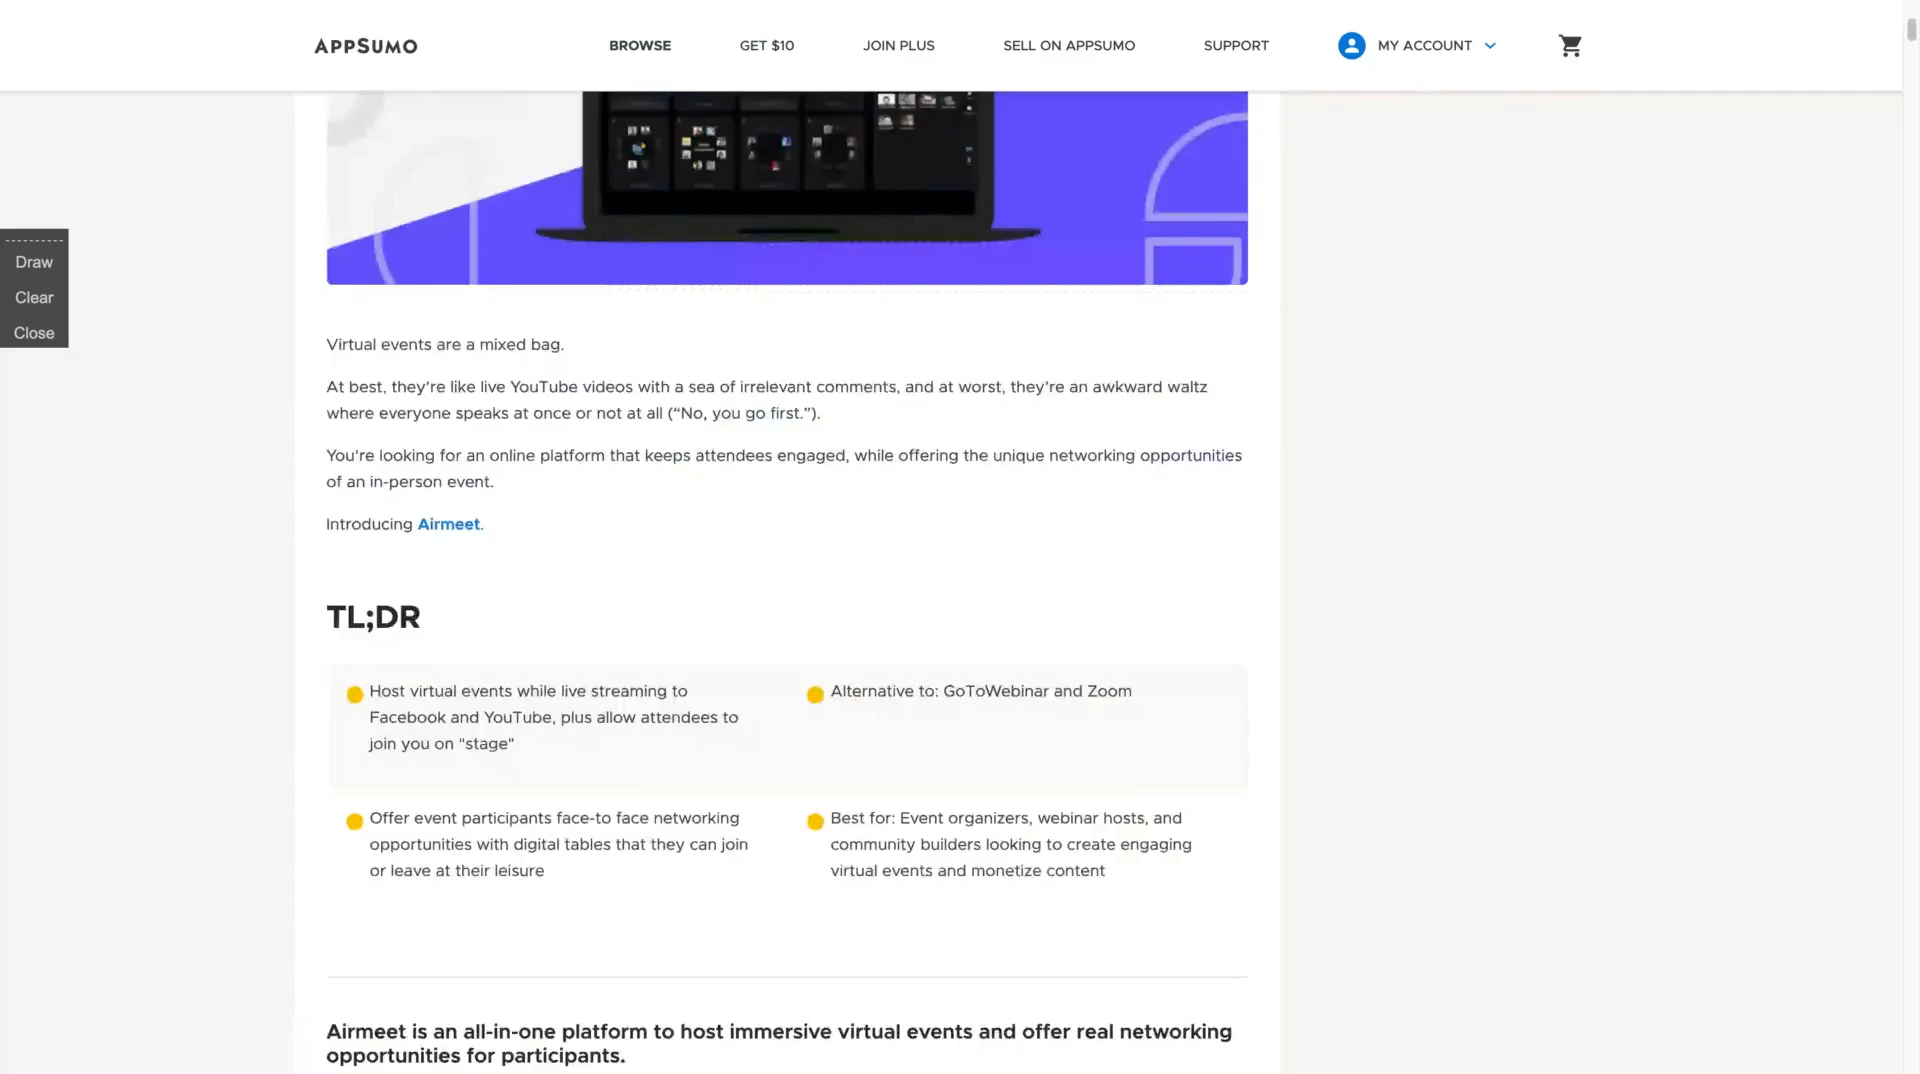 APPSUMO
BROWSE
GET $10
JOIN PLUS
SELL ON APPSUMO
SUPPORT
MY ACCOUNT
Draw
Clear
Close
Virtual events are a mixed bag.
At best, they're like live YouTube videos with a sea of irrelevant comments, and at worst, they're an awkward waltz
where everyone speaks at once or not at all (“No, you go first.”).
You're looking for an online platform that keeps attendees engaged, while offering the unique networking opportunities
of an in-person event.
Introducing Airmeet.
TL;DR
Host virtual events while live streaming to
Facebook and YouTube, plus allow attendees to
join you on "stage"
Alternative to: GoToWebinar and Zoom
Offer event participants face-to face networking
opportunities with digital tables that they can join
or leave at their leisure
Best for: Event organizers, webinar hosts, and
community builders looking to create engaging
virtual events and monetize content
Airmeet is an all-in-one platform to host immersive virtual events and offer real networking
opportunities for participants.